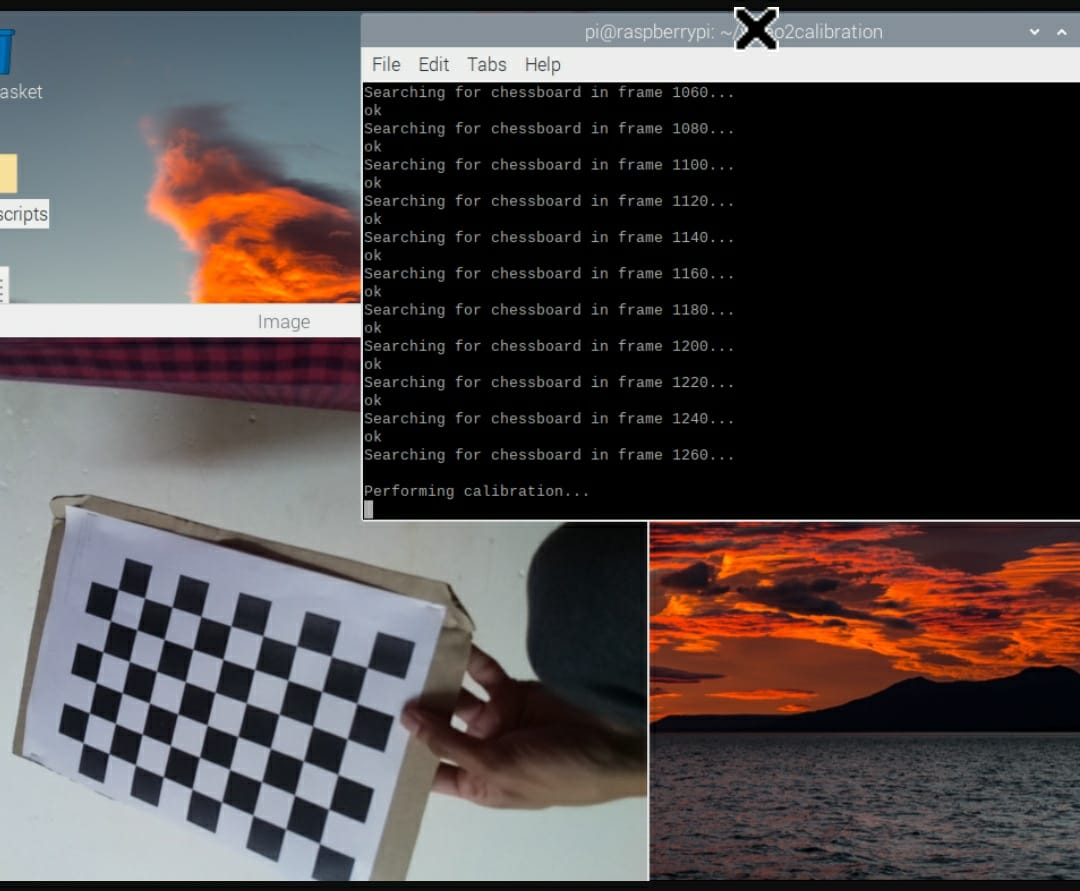 pi@raspberrypi: ~/
o2calibration
File Edit Tabs Help
asket
scripts
Image
Searching for chessboard in frame 1060...
ok
Searching for chessboard in frame 1080...
ok
Searching for chessboard in frame 1100...
ok
Searching for chessboard in frame 1120...
ok
Searching for chessboard in frame 1140...
ok
Searching for chessboard in frame 1160...
ok
Searching for chessboard in frame 1180...
ok
Searching for chessboard in frame 1200...
ok
Searching for chessboard in frame 1220...
ok
Searching for chessboard in frame 1240...
ok
Searching for chessboard in frame 1260...
Performing calibration...